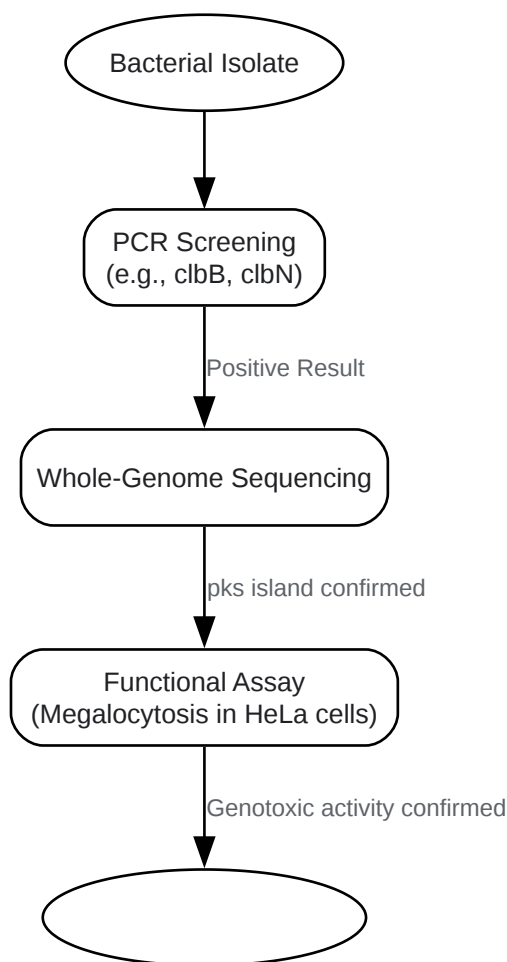 Bacterial Isolate
PCR Screening
(e.g., clbB, clbN)
Positive Result
Whole-Genome Sequencing
pks island confirmed
Functional Assay
(Megalocytosis in HeLa cells)
Genotoxic activity confirmed